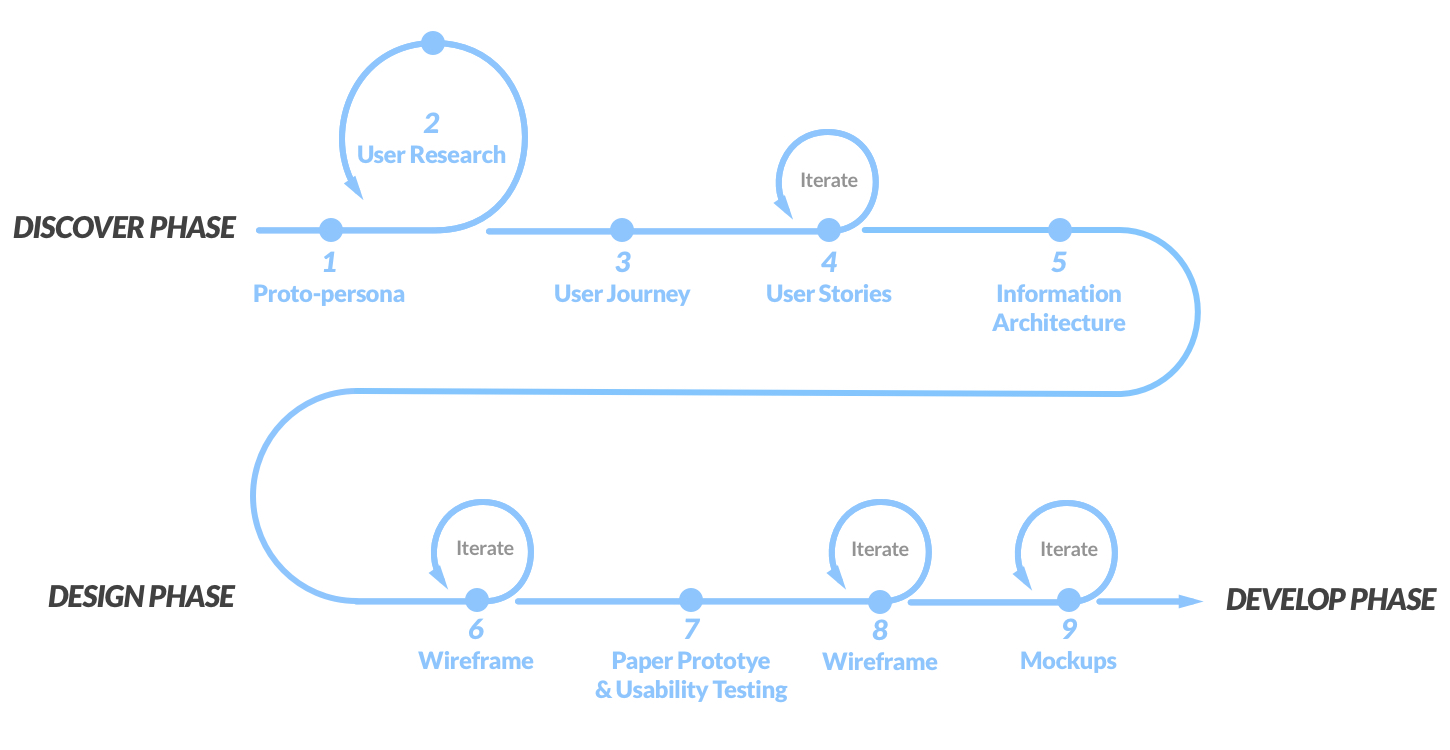 2
User Research
Iterate
DISCOVER PHASE
1
Proto-persona
3
User Journey
4
User Stories
5
Information
Architecture
Iterate
Iterate
Iterate
DESIGN PHASE
DEVELOP PHASE
6
Wireframe
7
Paper Prototye
& Usability Testing
8
Wireframe
9
Mockups